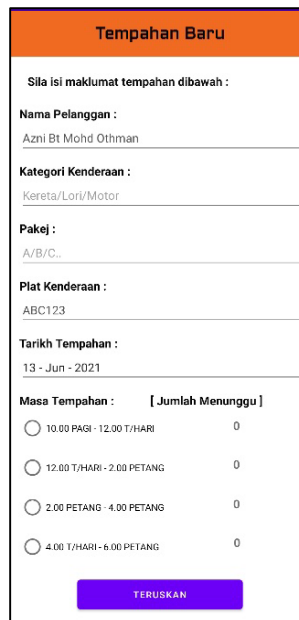 Tempahan Baru
Sila isi maklumat tempahan dibawah :
Nama Pelanggan :
Azni Bt Mohd Othman
Kategori Kenderaan :
Kereta/Lori/Motor
Pakej :
A/B/C..
Plat Kenderaan :
ABC123
Tarikh Tempahan :
13 - Jun - 2021
Masa Tempahan : [ Jumlah Menunggu ]
10.00 PAGI - 12.00 T/HARI 0
12.00 T/HARI - 2.00 PETANG 0
2.00 PETANG - 4.00 PETANG 0
4.00 T/HARI - 6.00 PETANG 0
TERUSKAN